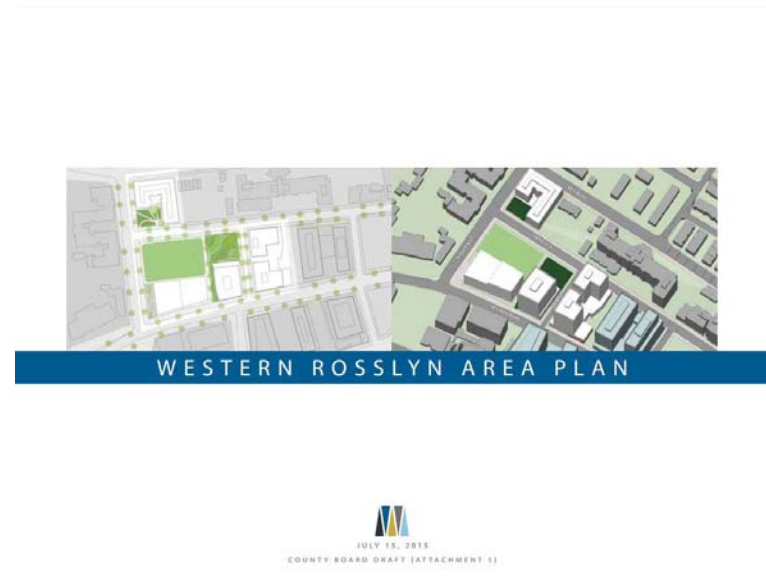 WESTERN ROSSLYN AREA PLAN
JULY 15, 2015
COUNTY BOARD DRAFT (ATTACHMENT 1)